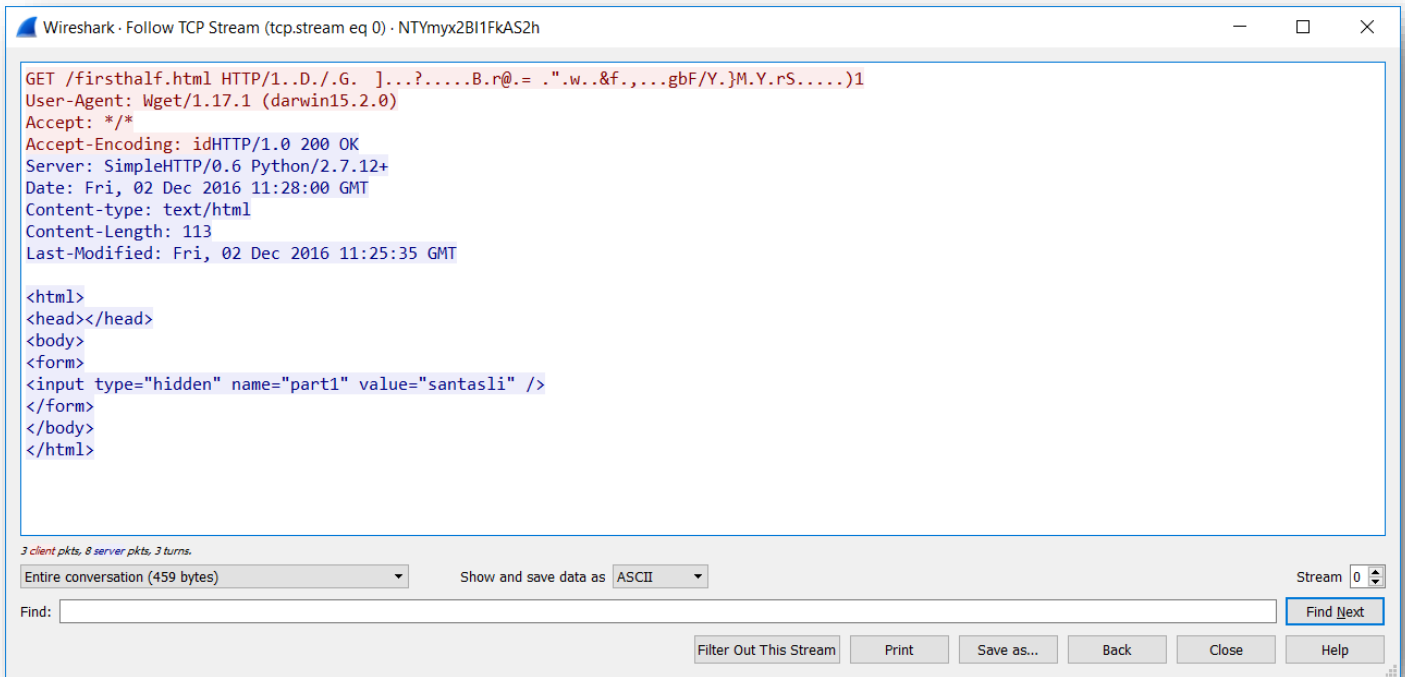 Wireshark · Follow TCP Stream (tcp.stream eq 0) · NTYmyx2BI1FkAS2h
GET /firsthalf.html HTTP/1..D./.G.  ]...?.....B.r@.= .".w..&f.,...gbF/Y.}M.Y.rS.....)1
User-Agent: Wget/1.17.1 (darwin15.2.0)
Accept: */*
Accept-Encoding: idHTTP/1.0 200 OK
Server: SimpleHTTP/0.6 Python/2.7.12+
Date: Fri, 02 Dec 2016 11:28:00 GMT
Content-type: text/html
Content-Length: 113
Last-Modified: Fri, 02 Dec 2016 11:25:35 GMT
<html>
<head></head>
<body>
<form>
<input type="hidden" name="part1" value="santasli" />
</form>
</body>
</html>
3 client pkts, 8 server pkts, 3 turns.
Entire conversation (459 bytes) Show and save data as ASCII Stream 0
Find: Find Next
Filter Out This Stream Print Save as... Back Close Help